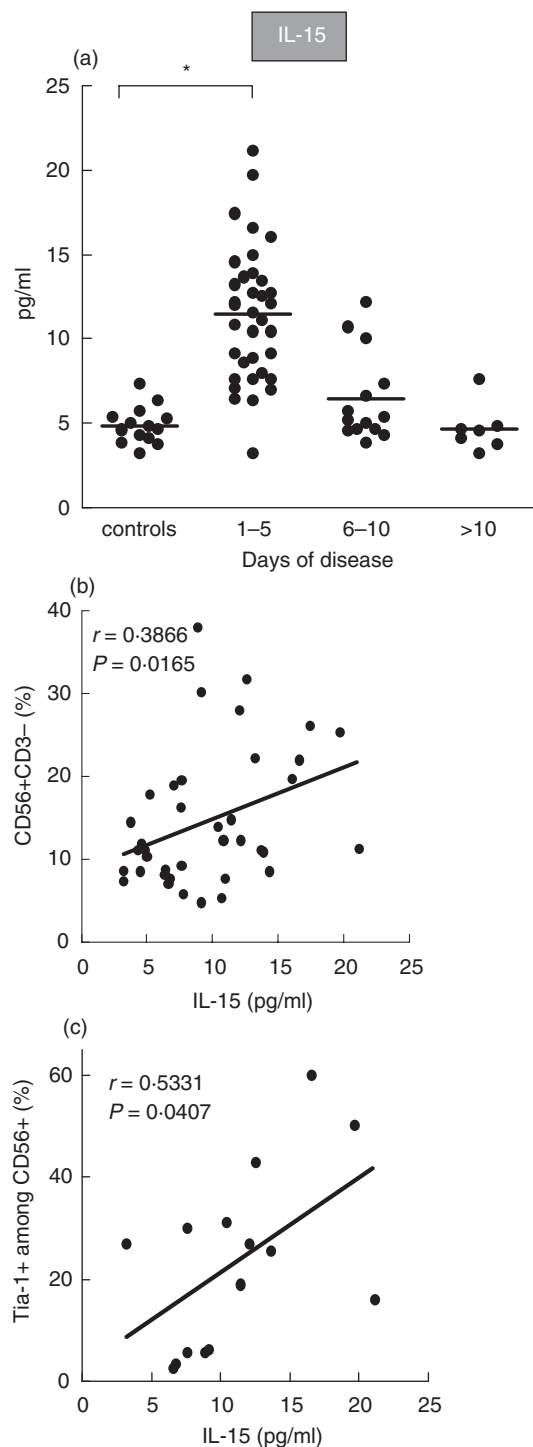 IL-15
(a)
*
25
20
15
10
5
0
pg/ml
controls 1–5 6–10 >10
Days of disease
(b)
40
30
20
10
0
CD56+CD3– (%)
r = 0·3866
P = 0·0165
0 5 10 15 20 25
IL-15 (pg/ml)
(c)
60
40
20
0
Tia-1+ among CD56+ (%)
r = 0·5331
P = 0·0407
0 5 10 15 20 25
IL-15 (pg/ml)